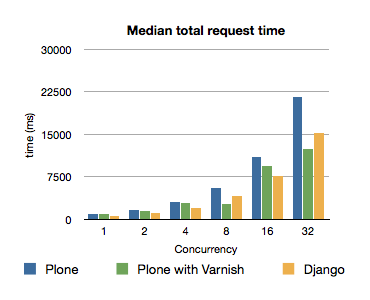 Median total request time
30000
22500
15000
7500
0
time (ms)
1 2 4 8 16 32
Concurrency
Plone Plone with Varnish Django